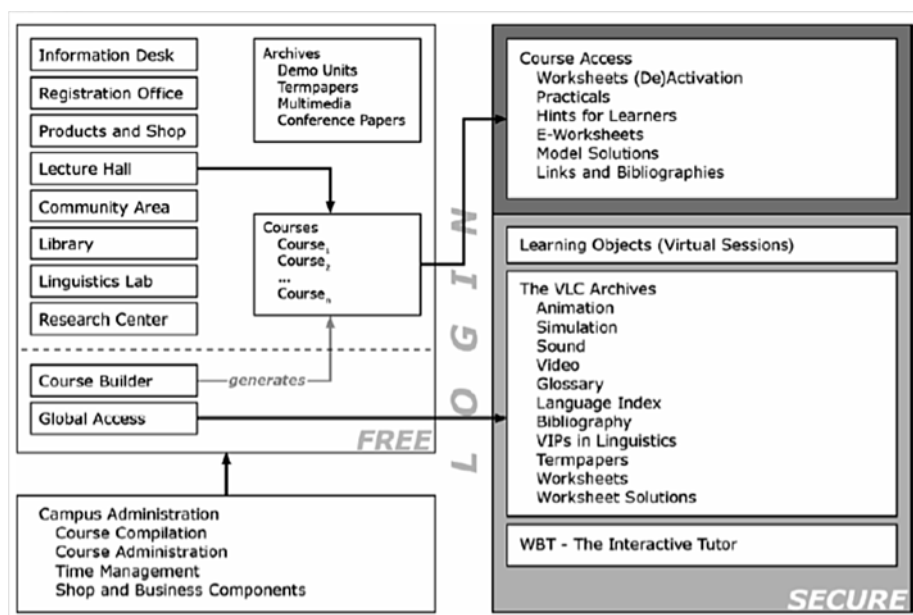 Information Desk
Registration Office
Products and Shop
Lecture Hall
Community Area
Library
Linguistics Lab
Research Center
Archives
Demo Units
Termpapers
Multimedia
Conference Papers
Courses
Course₁
Course₂
...
Courseₙ
Course Builder
generates
Global Access
FREE
Campus Administration
Course Compilation
Course Administration
Time Management
Shop and Business Components
LOGIN
Course Access
Worksheets (De)Activation
Practicals
Hints for Learners
E-Worksheets
Model Solutions
Links and Bibliographies
Learning Objects (Virtual Sessions)
The VLC Archives
Animation
Simulation
Sound
Video
Glossary
Language Index
Bibliography
VIPs in Linguistics
Termpapers
Worksheets
Worksheet Solutions
WBT - The Interactive Tutor
SECURE